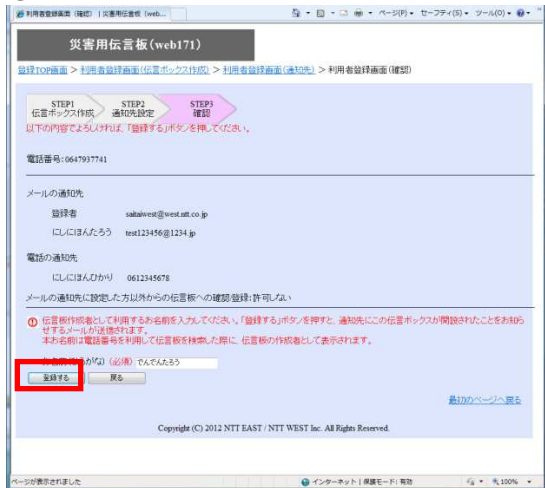 利用者登録画面（確認）｜災害用伝言板（web...
ページ(P) セーフティ(S) ツール(O)
災害用伝言板(web171)
登録TOP画面 > 利用者登録画面(伝言ボックス作成) > 利用者登録画面(通知先) > 利用者登録画面(確認)
STEP1 STEP2 STEP3
伝言ボックス作成 通知先設定 確認
以下の内容でよろしければ、「登録する」ボタンを押してください。
電話番号:0647937741
メールの通知先
登録者 saitaiwest@west.ntt.co.jp
にしにほんたろう test123456@1234.jp
電話の通知先
にしにほんひかり 0612345678
メールの通知先に設定した方以外からの伝言板への確認/登録:許可しない
伝言板作成者として利用するお名前を入力してください。「登録する」ボタンを押すと、通知先にこの伝言ボックスが開設されたことをお知ら
せするメールが送信されます。
本お名前は電話番号を利用して伝言板を検索した際に、伝言板の作成者として表示されます。
(必須) でんでんたろう
登録する 戻る
最初のページへ戻る
Copyright (C) 2012 NTT EAST / NTT WEST Inc. All Rights Reserved.
ページが表示されました インターネット | 保護モード: 有効 100%